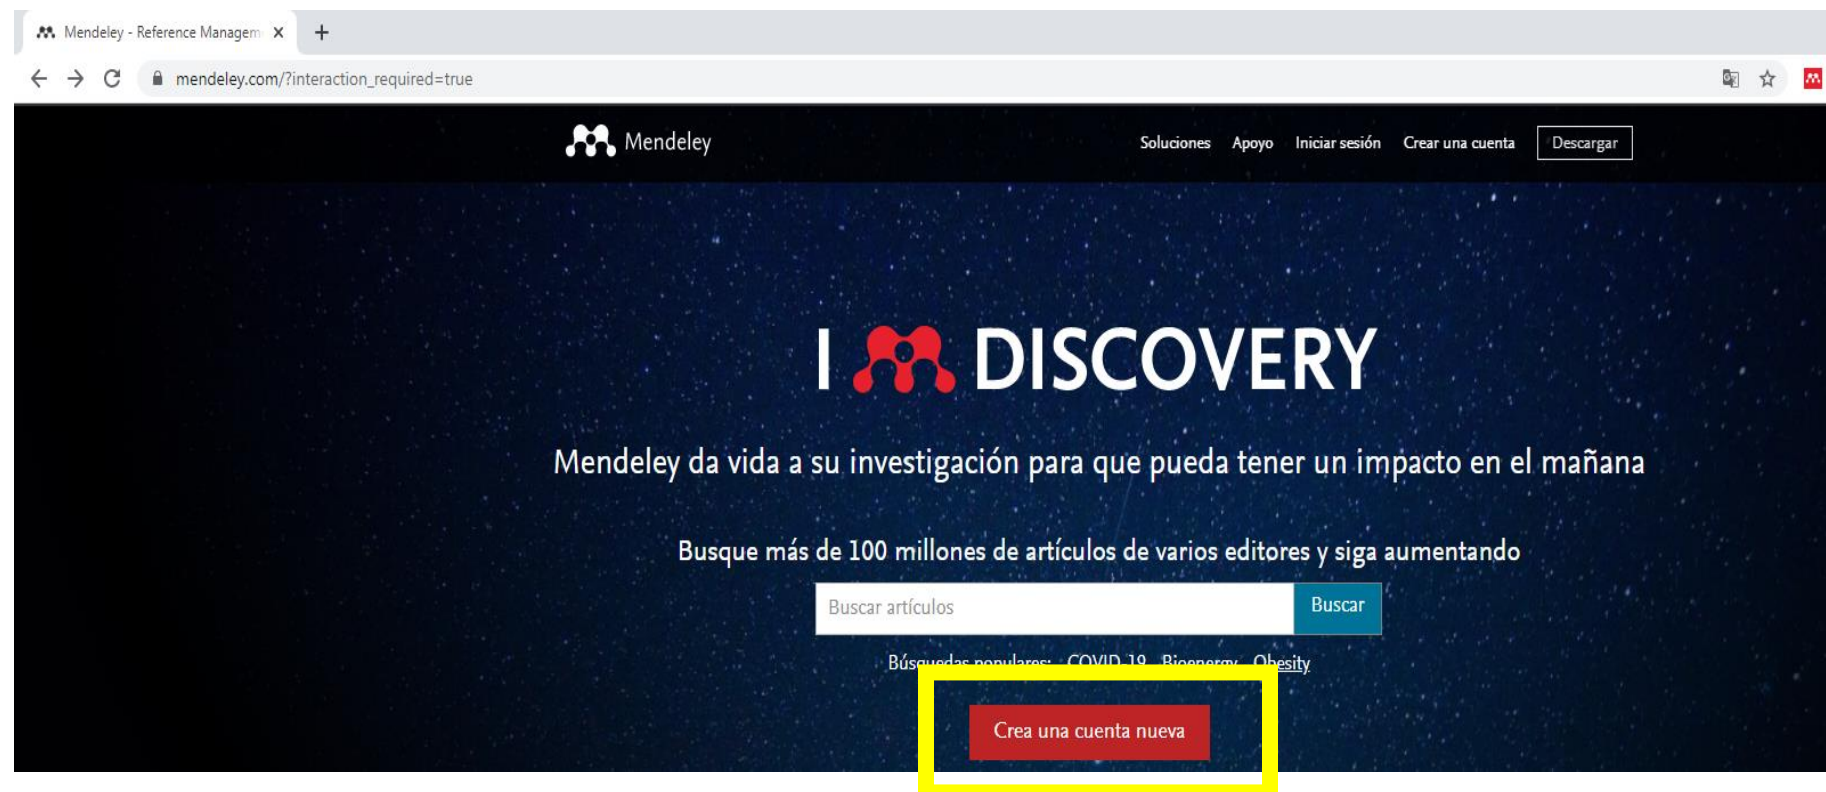 Mendeley - Reference Managem
mendeley.com/?interaction_required=true
Mendeley
Soluciones Apoyo Iniciar sesión Crear una cuenta Descargar
I DISCOVERY
Mendeley da vida a su investigación para que pueda tener un impacto en el mañana
Busque más de 100 millones de artículos de varios editores y siga aumentando
Buscar artículos Buscar
Búsquedas populares: COVID-19 Bioenergy Obesity
Crea una cuenta nueva